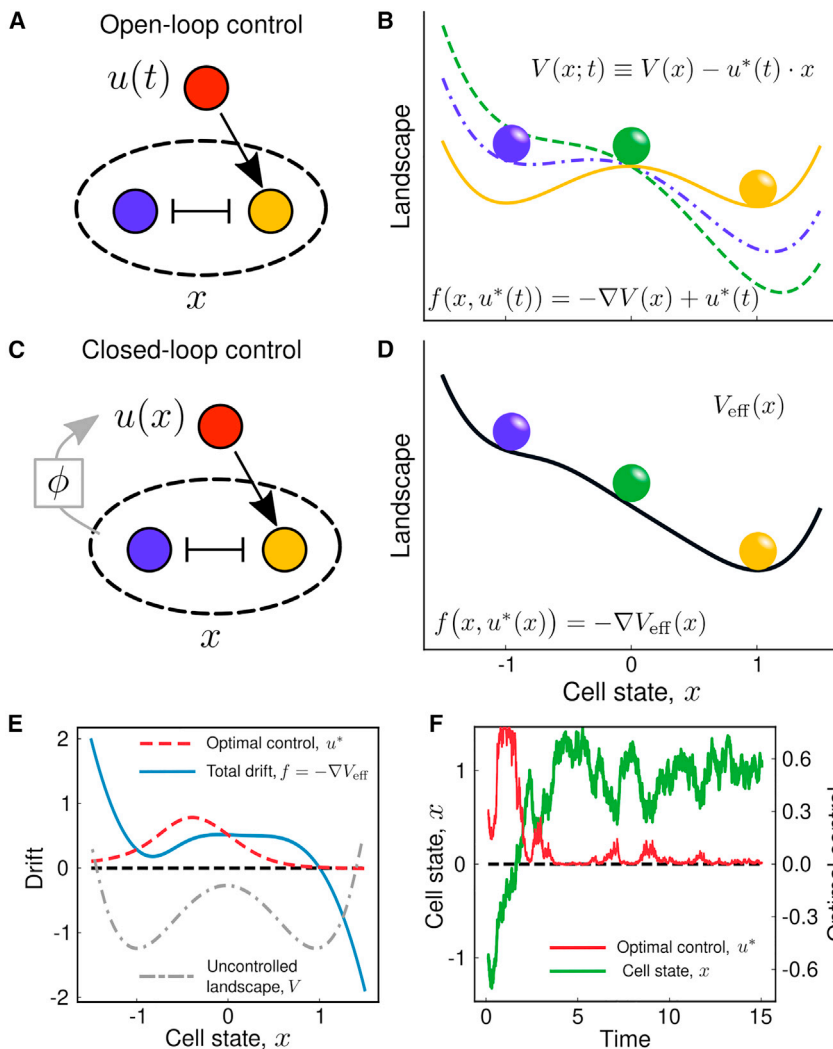 A
Open-loop control
u(t)
x
B
V(x; t) ≡ V(x) − u*(t) · x
Landscape
f(x, u*(t)) = −∇V(x) + u*(t)
C
Closed-loop control
u(x)
ϕ
x
D
V_eff(x)
Landscape
f(x, u*(x)) = −∇V_eff(x)
-1 0 1
Cell state, x
E
Optimal control, u*
Total drift, f = −∇V_eff
Drift
2
1
0
-1
-2
Uncontrolled
landscape, V
-1 0 1
Cell state, x
F
Cell state, x
1
0
-1
0.6
0.3
0.0
-0.3
-0.6
Optimal control
Optimal control, u*
Cell state, x
0 5 10 15
Time